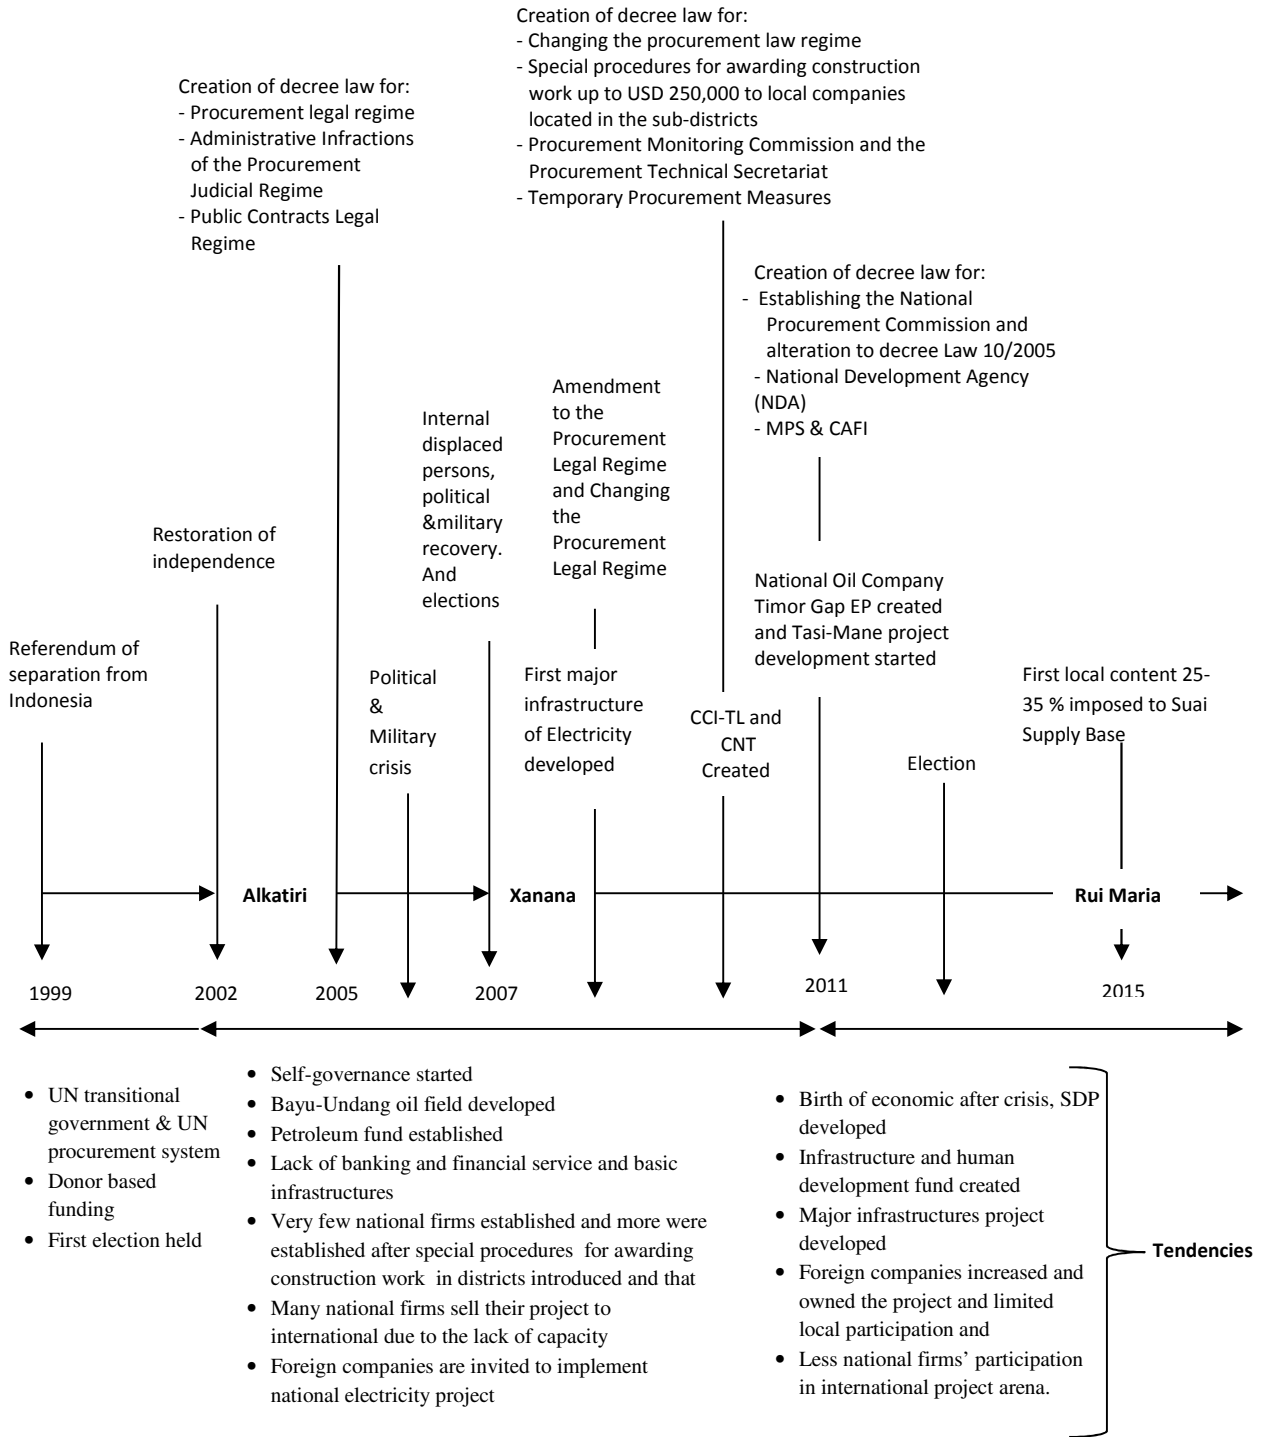 Creation of decree law for:
- Changing the procurement law regime
- Special procedures for awarding construction
work up to USD 250,000 to local companies
located in the sub-districts
- Procurement Monitoring Commission and the
Procurement Technical Secretariat
- Temporary Procurement Measures
Creation of decree law for:
- Procurement legal regime
- Administrative Infractions
of the Procurement
Judicial Regime
- Public Contracts Legal
Regime
Creation of decree law for:
- Establishing the National
Procurement Commission and
alteration to decree Law 10/2005
- National Development Agency
(NDA)
- MPS & CAFI
Amendment
to the
Procurement
Legal Regime
and Changing
the
Procurement
Legal Regime
Internal
displaced
persons,
political
&military
recovery.
And
elections
Restoration of
independence
National Oil Company
Timor Gap EP created
and Tasi-Mane project
development started
Referendum of
separation from
Indonesia
Political
&
Military
crisis
First major
infrastructure
of Electricity
developed
CCI-TL and
CNT
Created
Election
First local content 25-
35 % imposed to Suai
Supply Base
Alkatiri
Xanana
Rui Maria
1999
2002
2005
2007
2011
2015
• UN transitional
government & UN
procurement system
• Donor based
funding
• First election held
• Self-governance started
• Bayu-Undang oil field developed
• Petroleum fund established
• Lack of banking and financial service and basic
infrastructures
• Very few national firms established and more were
established after special procedures for awarding
construction work in districts introduced and that
• Many national firms sell their project to
international due to the lack of capacity
• Foreign companies are invited to implement
national electricity project
• Birth of economic after crisis, SDP
developed
• Infrastructure and human
development fund created
• Major infrastructures project
developed
• Foreign companies increased and
owned the project and limited
local participation and
• Less national firms' participation
in international project arena.
Tendencies